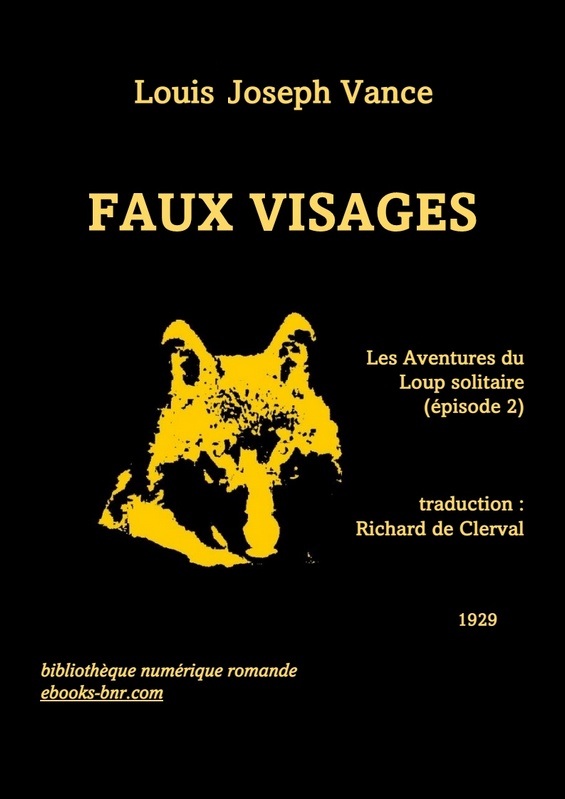 Louis Joseph Vance
FAUX VISAGES
Les Aventures du
Loup solitaire
(épisode 2)
traduction :
Richard de Clerval
1929
bibliothèque numérique romande
ebooks-bnr.com